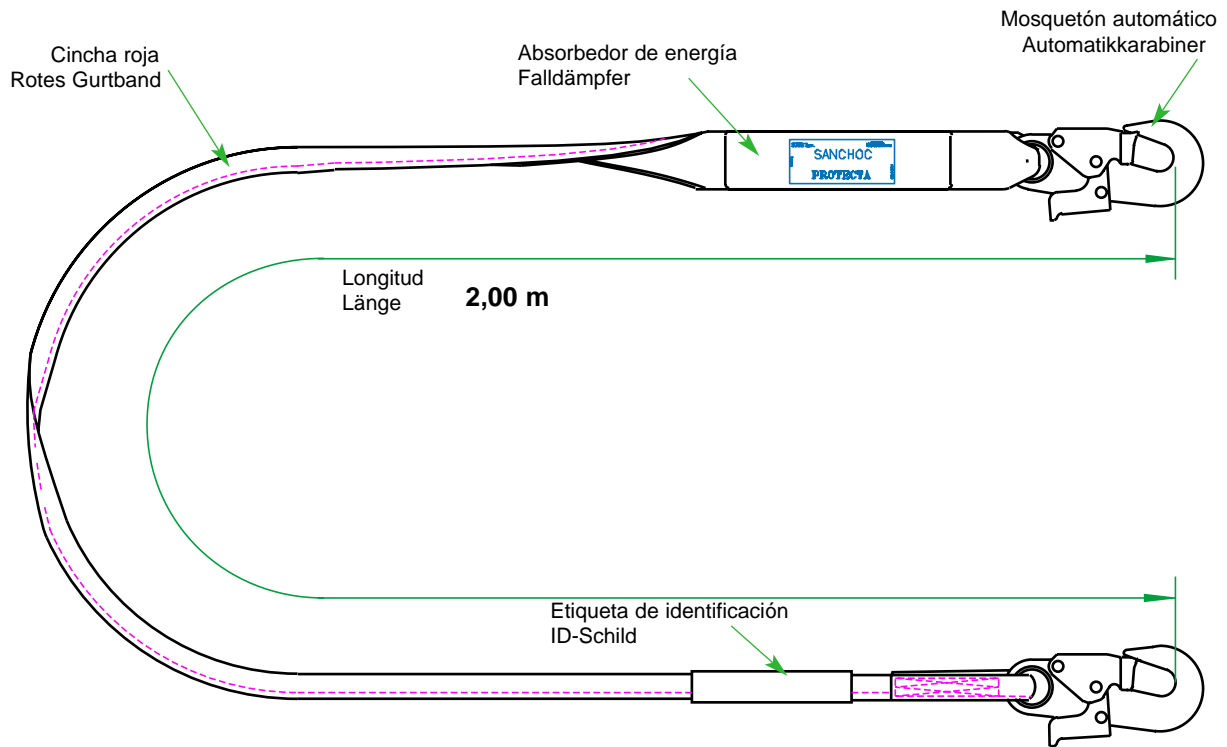 Mosquetón automático
Automatikkarabiner
Cincha roja
Rotes Gurtband
Absorbedor de energía
Falldämpfer
SANCHOC
PROTECTA
Longitud
Länge
2,00 m
Etiqueta de identificación
ID-Schild